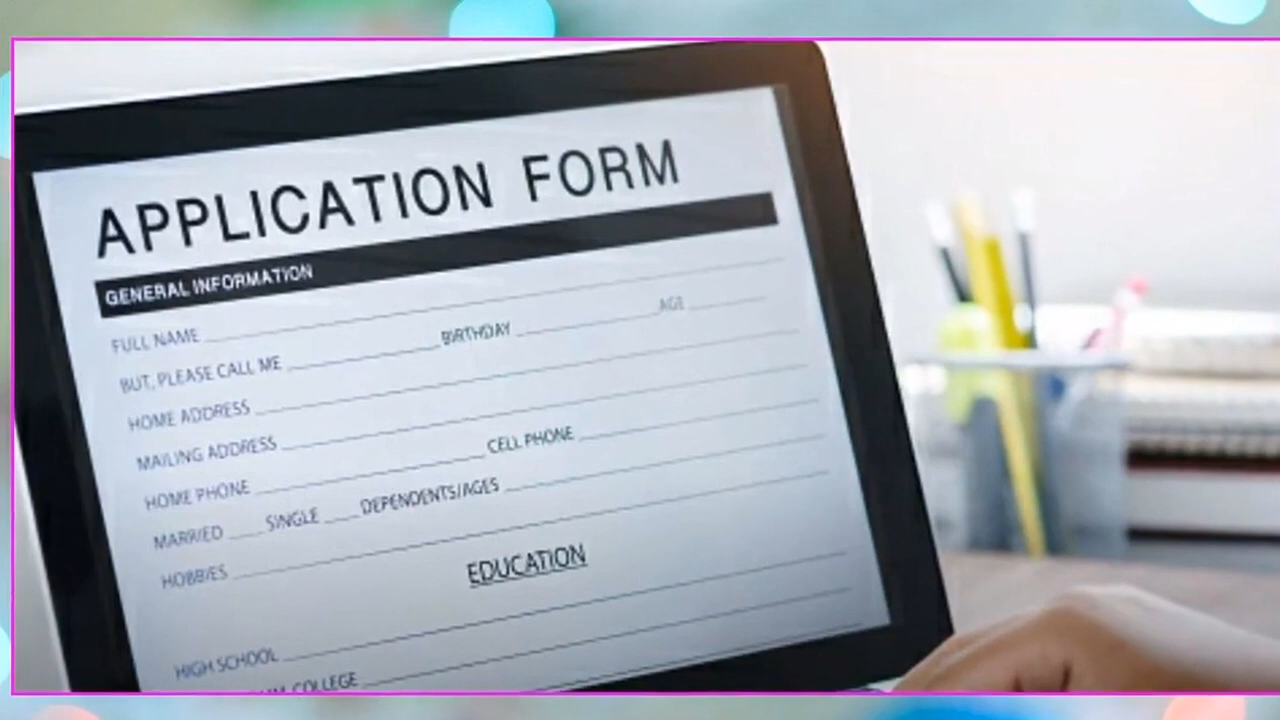 APPLICATION FORM
GENERAL INFORMATION
FULL NAME
BUT, PLEASE CALL ME BIRTHDAY AGE
HOME ADDRESS
MAILING ADDRESS
HOME PHONE CELL PHONE
MARRIED SINGLE DEPENDENTS/AGES
HOBBIES
EDUCATION
HIGH SCHOOL
COLLEGE